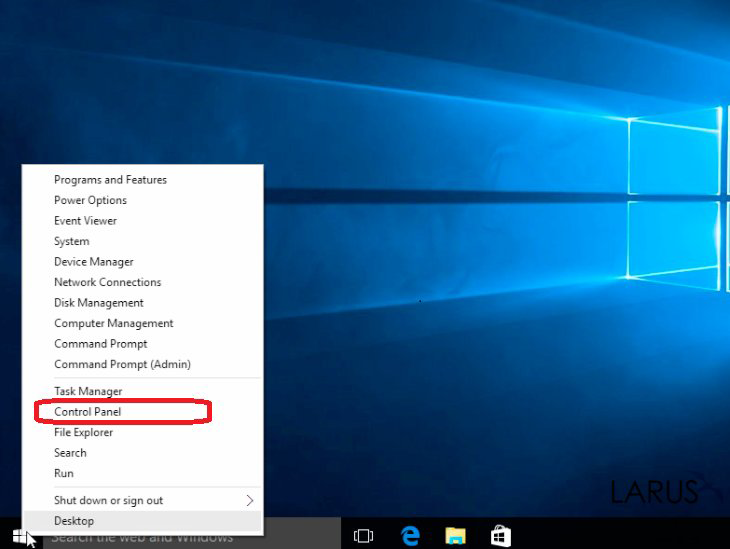 Programs and Features
Power Options
Event Viewer
System
Device Manager
Network Connections
Disk Management
Computer Management
Command Prompt
Command Prompt (Admin)
Task Manager
Control Panel
File Explorer
Search
Run
Shut down or sign out
Desktop
LARUS
Search the web and Windows